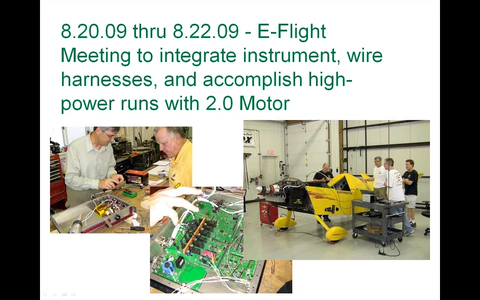 8.20.09 thru 8.22.09 - E-Flight
Meeting to integrate instrument, wire
harnesses, and accomplish high-
power runs with 2.0 Motor